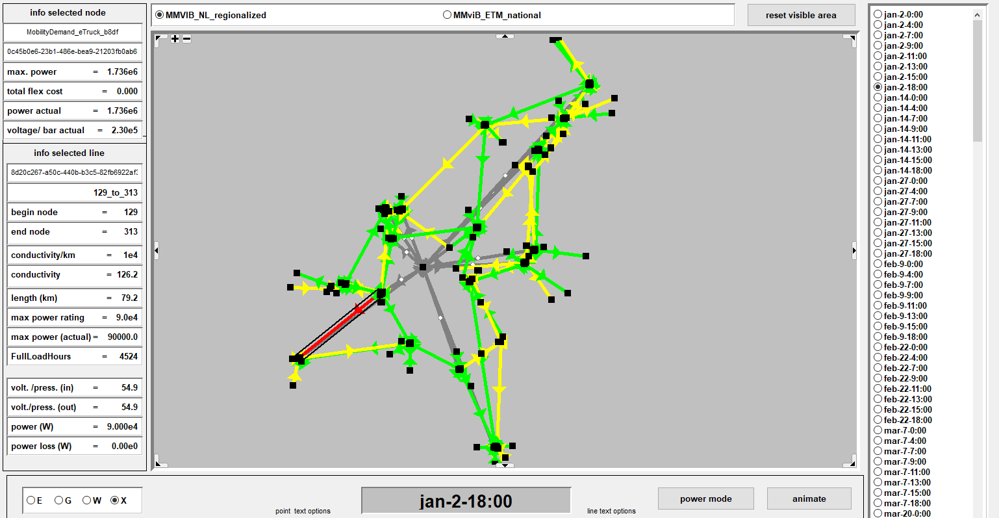 info selected node
MobilityDemand_eTruck_b8df
0c45b0e6-23b1-486e-bea9-21203fb0ab6
max. power = 1.736e6
total flex cost = 0.000
power actual = 1.736e6
voltage/ bar actual = 2.30e5
info selected line
8d20c267-a50c-440b-b3c5-82fb6922af3
129_to_313
begin node = 129
end node = 313
conductivity/km = 1e4
conductivity = 126.2
length (km) = 79.2
max power rating = 9.0e4
max power (actual) = 90000.0
FullLoadHours = 4524
volt. /press. (in) = 54.9
volt./press. (out) = 54.9
power (W) = 9.000e4
power loss (W) = 0.00e0
MMVIB_NL_regionalized
MMviB_ETM_national
reset visible area
E G W X
point text options
jan-2-18:00
line text options
power mode
animate
jan-2-0:00
jan-2-4:00
jan-2-7:00
jan-2-9:00
jan-2-11:00
jan-2-13:00
jan-2-15:00
jan-2-18:00
jan-14-0:00
jan-14-4:00
jan-14-7:00
jan-14-9:00
jan-14-11:00
jan-14-13:00
jan-14-15:00
jan-14-18:00
jan-27-0:00
jan-27-4:00
jan-27-7:00
jan-27-9:00
jan-27-11:00
jan-27-13:00
jan-27-15:00
jan-27-18:00
feb-9-0:00
feb-9-4:00
feb-9-7:00
feb-9-9:00
feb-9-11:00
feb-9-13:00
feb-9-15:00
feb-9-18:00
feb-22-0:00
feb-22-4:00
feb-22-7:00
feb-22-9:00
feb-22-11:00
feb-22-13:00
feb-22-15:00
feb-22-18:00
mar-7-0:00
mar-7-4:00
mar-7-7:00
mar-7-9:00
mar-7-11:00
mar-7-13:00
mar-7-15:00
mar-7-18:00
mar-20-0:00